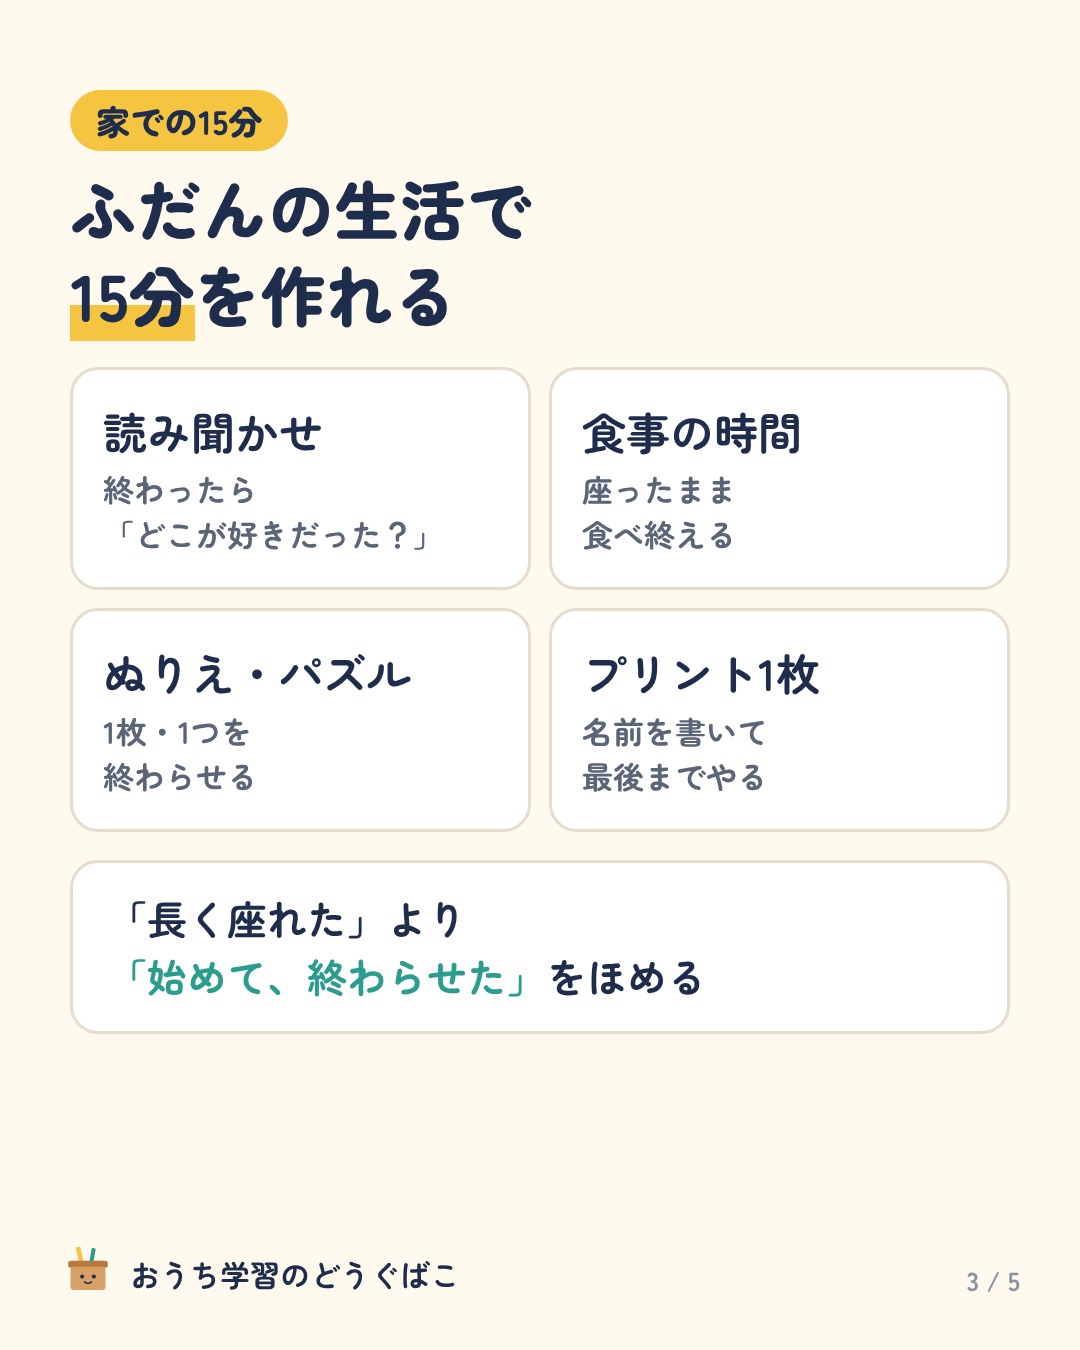 家での15分
ふだんの生活で
15分を作れる
読み聞かせ
終わったら
「どこが好きだった？」
食事の時間
座ったまま
食べ終える
ぬりえ・パズル
1枚・1つを
終わらせる
プリント1枚
名前を書いて
最後までやる
「長く座れた」より
「始めて、終わらせた」をほめる
おうち学習のどうぐばこ
3 / 5